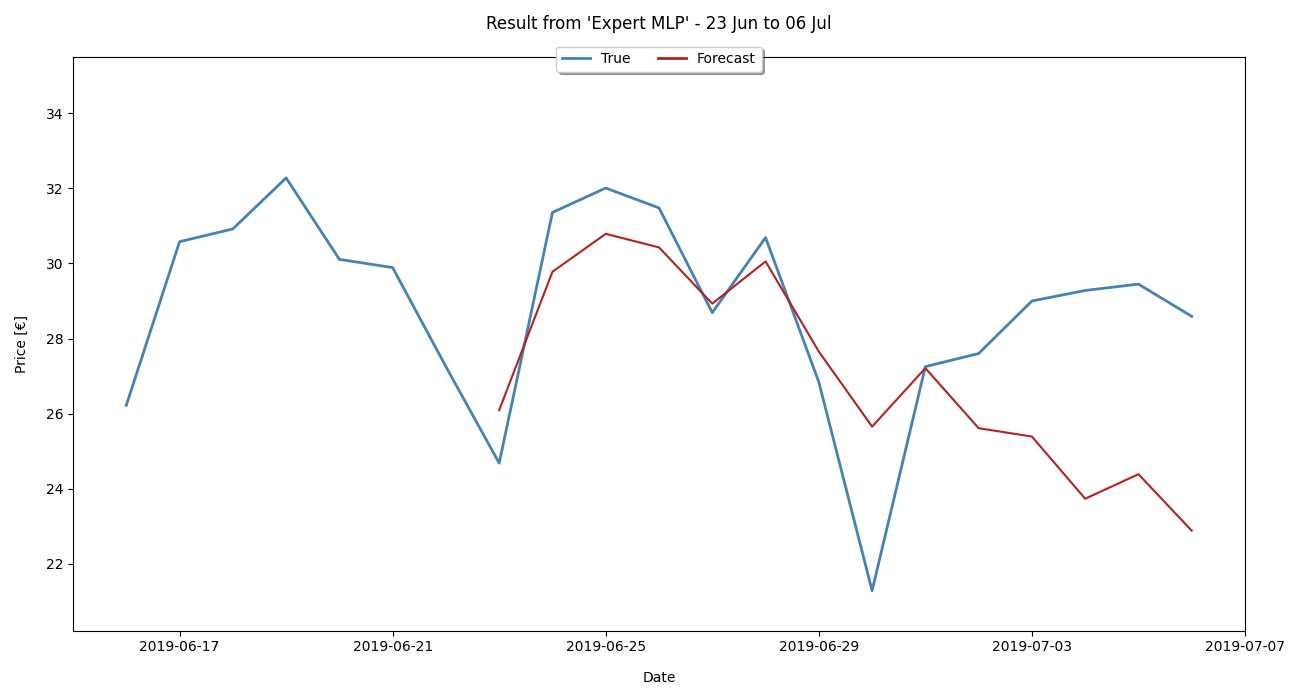 Result from 'Expert MLP' - 23 Jun to 06 Jul
True Forecast
34
32
30
28
26
24
22
Price [€]
2019-06-17 2019-06-21 2019-06-25 2019-06-29 2019-07-03 2019-07-07
Date